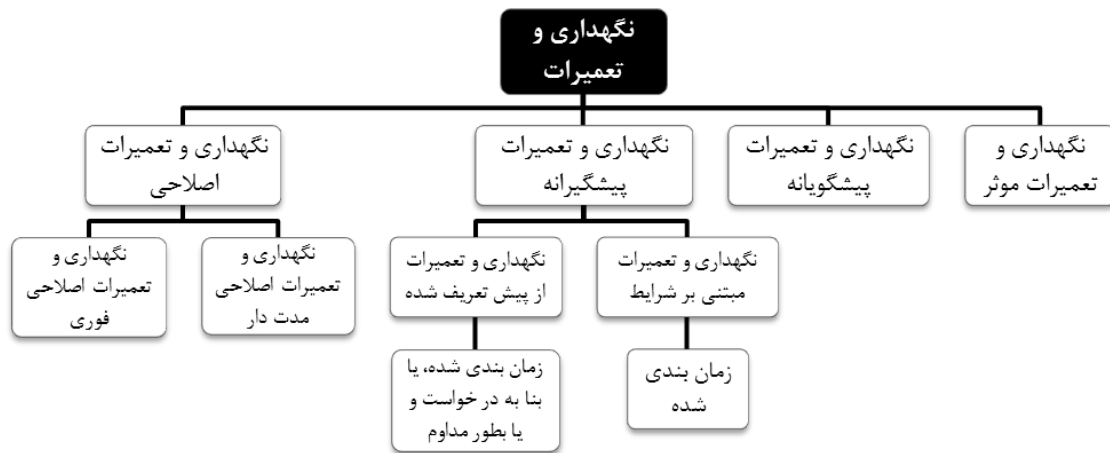 نگهداری و
تعمیرات
نگهداری و
تعمیرات موثر
نگهداری و تعمیرات
پیشگویانه
نگهداری و تعمیرات
پیشگیرانه
نگهداری و تعمیرات
اصلاحی
نگهداری و تعمیرات
مبتنی بر شرایط
نگهداری و تعمیرات
از پیش تعریف شده
نگهداری و
تعمیرات اصلاحی
مدت دار
نگهداری و
تعمیرات اصلاحی
فوری
زمان بندی
شده
زمان بندی شده، یا
بنا به در خواست و
یا بطور مداوم